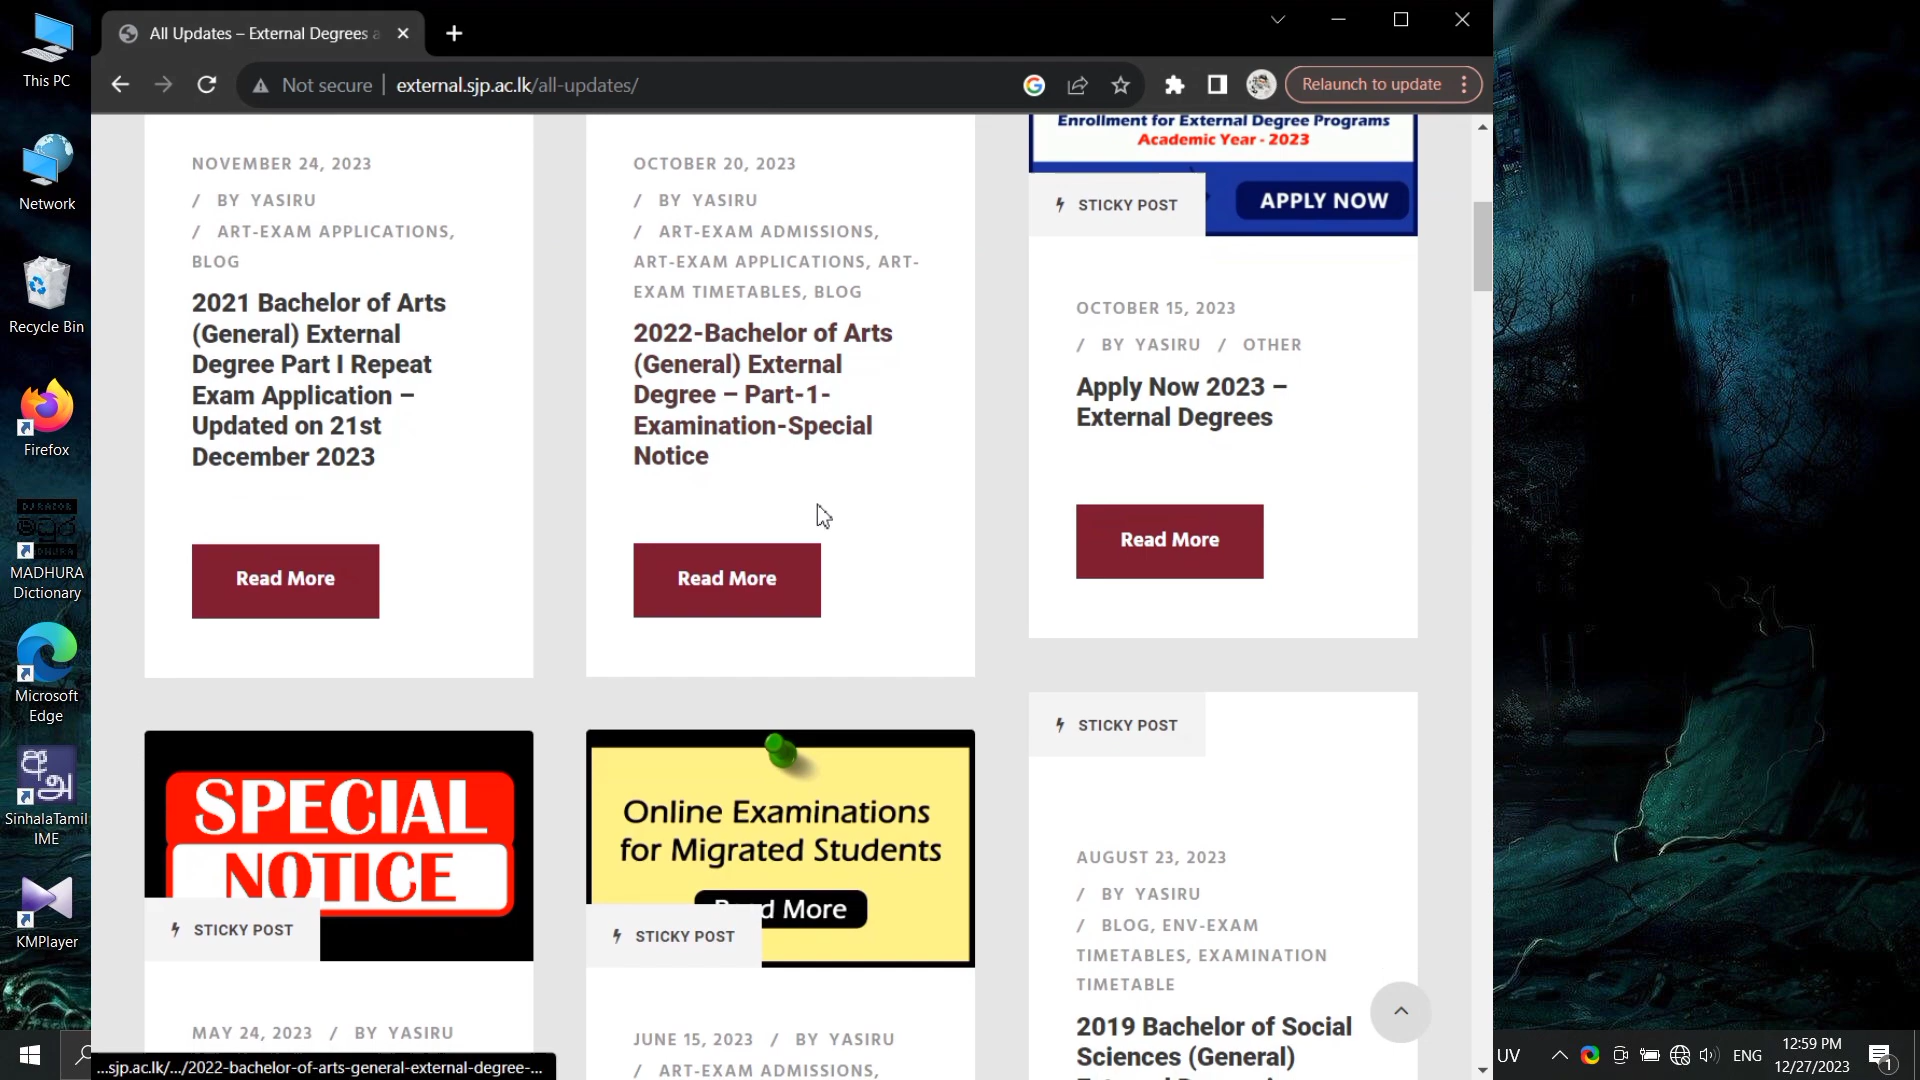 This PC
Network
Recycle Bin
Firefox
MADHURA
Dictionary
Microsoft
Edge
SinhalaTamil
IME
KMPlayer
All Updates – External Degrees a
Not secure
external.sjp.ac.lk/all-updates/
Relaunch to update
NOVEMBER 24, 2023
/ BY YASIRU
/ ART-EXAM APPLICATIONS,
BLOG
2021 Bachelor of Arts
(General) External
Degree Part I Repeat
Exam Application –
Updated on 21st
December 2023
Read More
OCTOBER 20, 2023
/ BY YASIRU
/ ART-EXAM ADMISSIONS,
ART-EXAM APPLICATIONS, ART-
EXAM TIMETABLES, BLOG
2022-Bachelor of Arts
(General) External
Degree – Part-1-
Examination-Special
Notice
Read More
Enrollment for External Degree Programs
Academic Year - 2023
APPLY NOW
STICKY POST
OCTOBER 15, 2023
/ BY YASIRU / OTHER
Apply Now 2023 –
External Degrees
Read More
SPECIAL
NOTICE
STICKY POST
MAY 24, 2023 / BY YASIRU
Online Examinations
for Migrated Students
Read More
STICKY POST
JUNE 15, 2023 / BY YASIRU
/ ART-EXAM ADMISSIONS,
STICKY POST
AUGUST 23, 2023
/ BY YASIRU
/ BLOG, ENV-EXAM
TIMETABLES, EXAMINATION
TIMETABLE
2019 Bachelor of Social
Sciences (General)
...sjp.ac.lk/.../2022-bachelor-of-arts-general-external-degree-...
UV
ENG
12:59 PM
12/27/2023
1